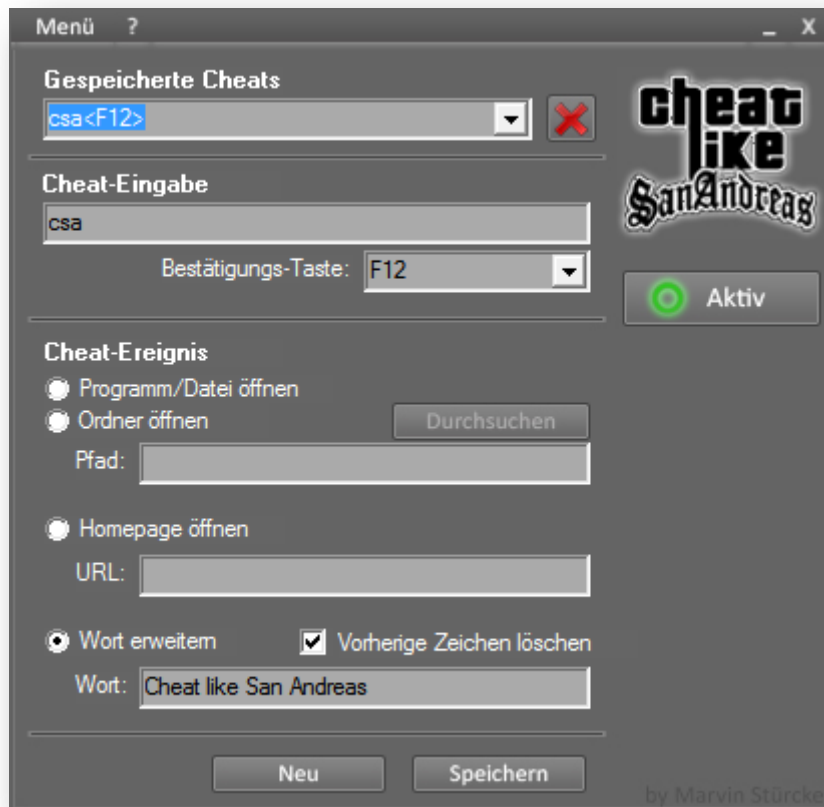 Menü ? _ X
Gespeicherte Cheats
csa<F12>
cheat
like
SanAndreas
Cheat-Eingabe
csa
Bestätigungs-Taste: F12
Aktiv
Cheat-Ereignis
Programm/Datei öffnen
Ordner öffnen Durchsuchen
Pfad:
Homepage öffnen
URL:
Wort erweitern Vorherige Zeichen löschen
Wort: Cheat like San Andreas
Neu Speichern
by Marvin Stürcke